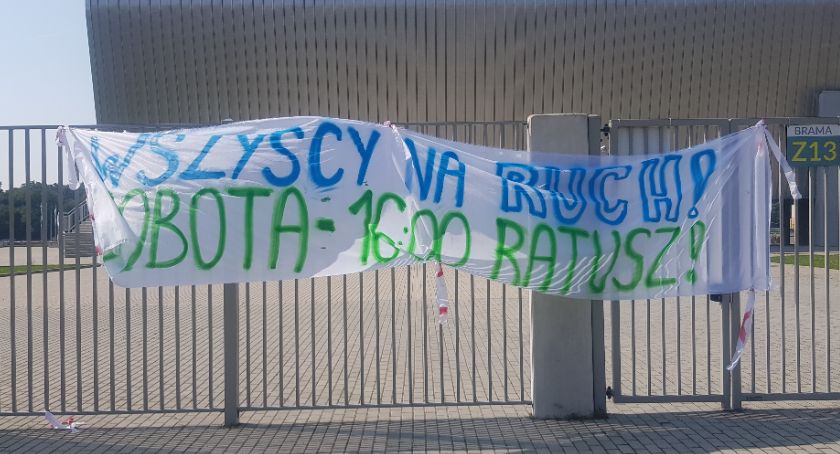 WSZYSCY NA RUCH!
SOBOTA - 16:00 RATUSZ!
BRAMA
Z13